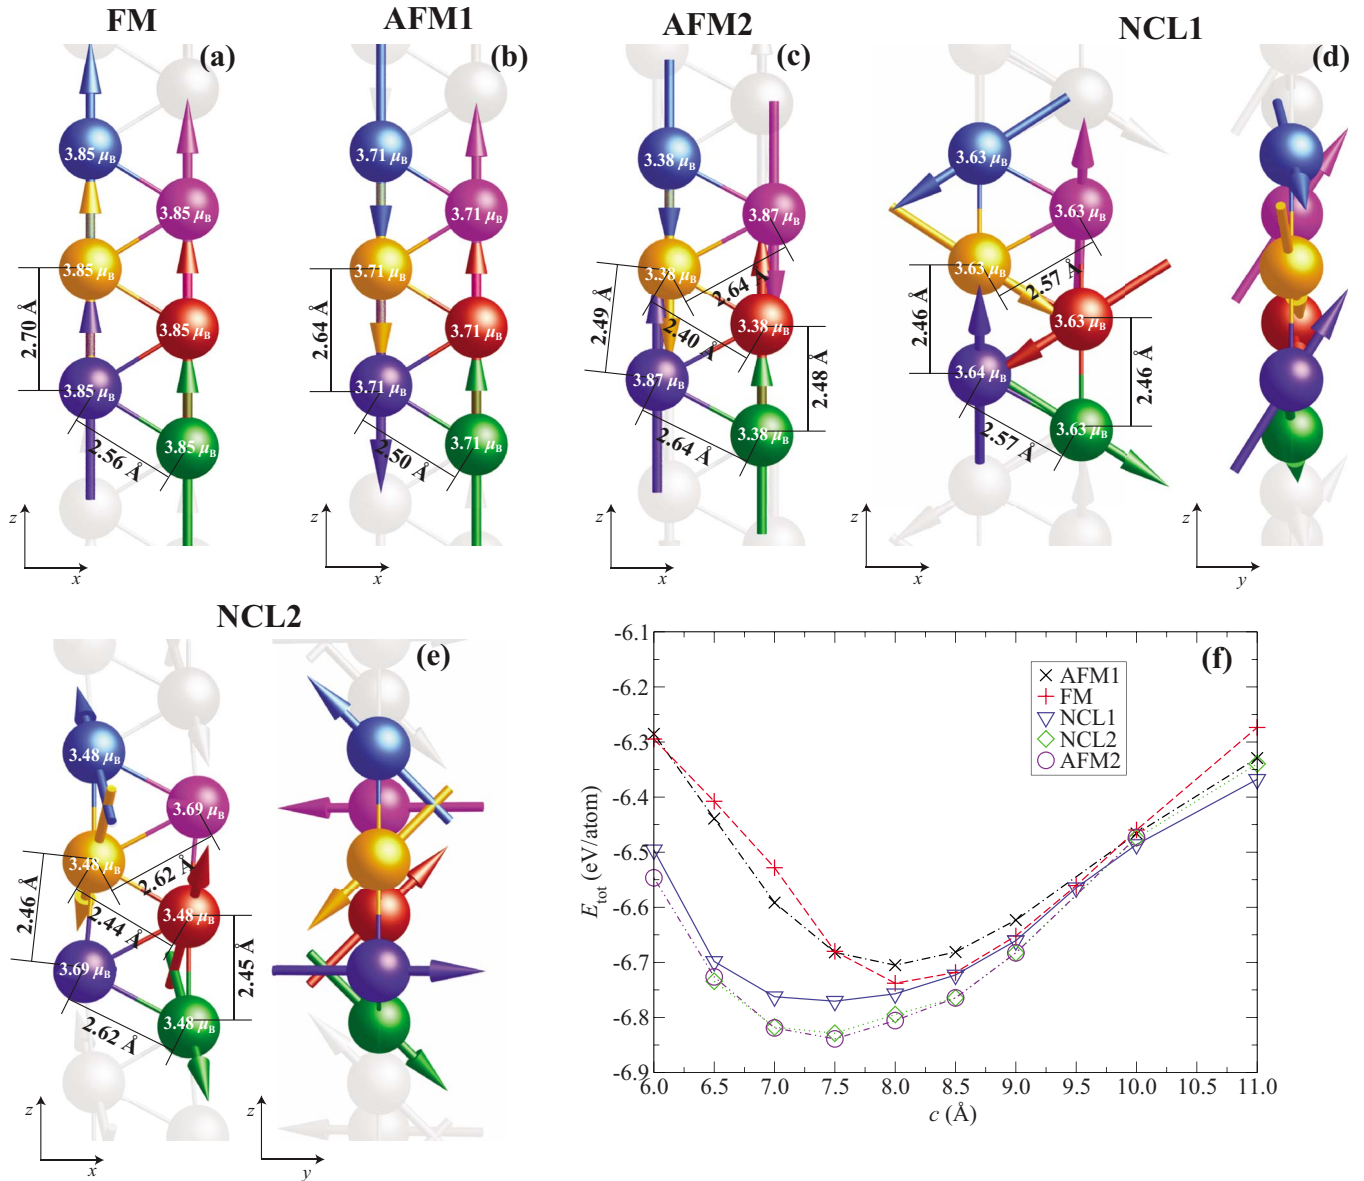 FM
AFM1
AFM2
NCL1
(a)
(b)
(c)
(d)
3.85 μB
3.85 μB
3.85 μB
3.85 μB
3.85 μB
3.85 μB
2.70 Å
2.56 Å
z
x
3.71 μB
3.71 μB
3.71 μB
3.71 μB
3.71 μB
3.71 μB
2.64 Å
2.50 Å
z
x
3.38 μB
3.87 μB
3.38 μB
3.38 μB
3.87 μB
3.38 μB
2.49 Å
2.64 Å
2.40 Å
2.48 Å
2.64 Å
z
x
3.63 μB
3.63 μB
3.63 μB
3.63 μB
3.64 μB
3.63 μB
2.46 Å
2.57 Å
2.46 Å
2.57 Å
z
x
z
y
NCL2
(e)
3.48 μB
3.69 μB
3.48 μB
3.48 μB
3.69 μB
3.48 μB
2.46 Å
2.62 Å
2.44 Å
2.45 Å
2.62 Å
z
x
z
y
(f)
AFM1
FM
NCL1
NCL2
AFM2
-6.1
-6.2
-6.3
-6.4
-6.5
-6.6
-6.7
-6.8
-6.9
Etot (eV/atom)
6.0 6.5 7.0 7.5 8.0 8.5 9.0 9.5 10.0 10.5 11.0
c (Å)